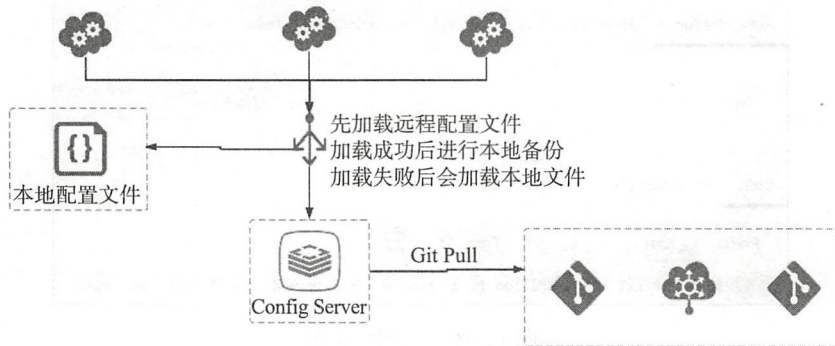 先加载远程配置文件
加载成功后进行本地备份
加载失败后会加载本地文件
{}
本地配置文件
Git Pull
Config Server